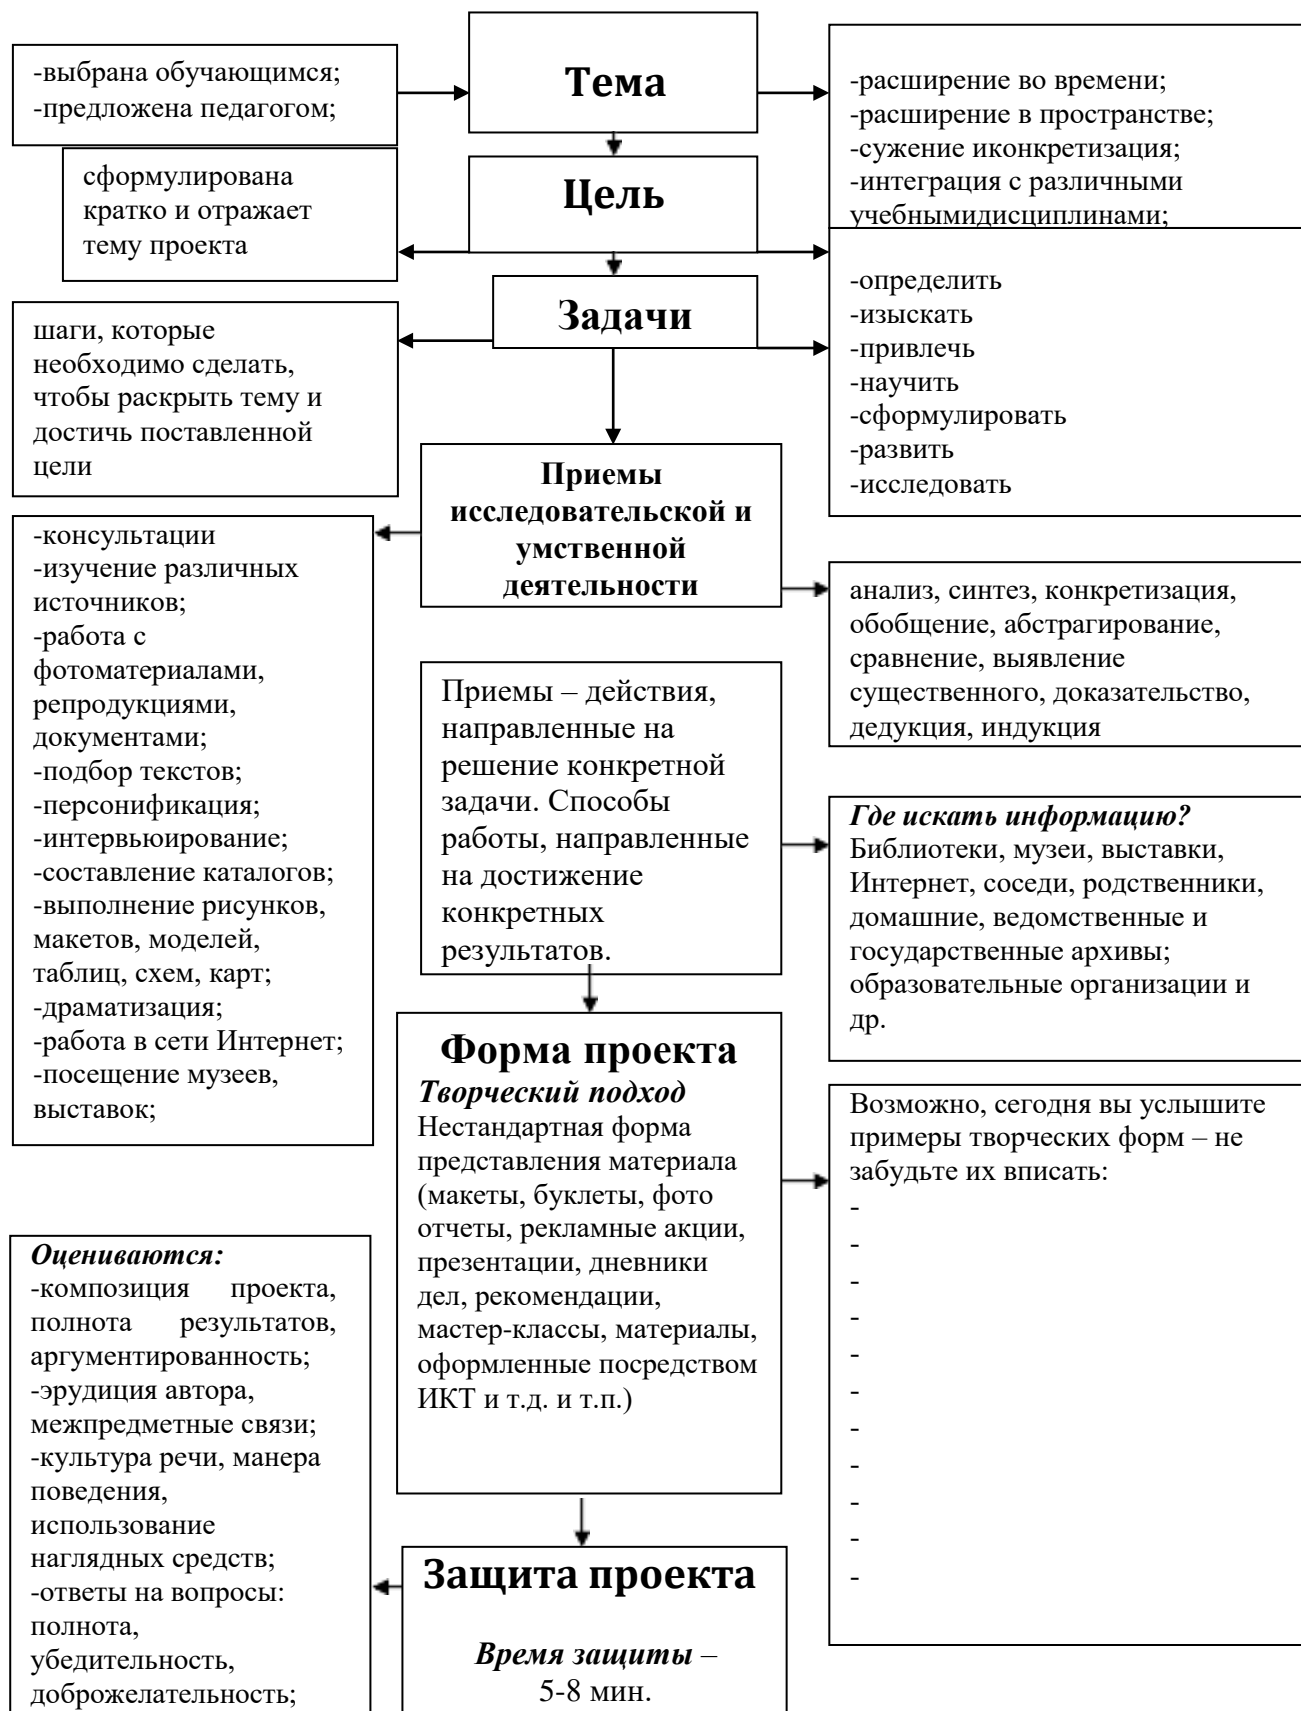 -выбрана обучающимся;
-предложена педагогом;
Тема
-расширение во времени;
-расширение в пространстве;
-сужение иконкретизация;
-интеграция с различными
учебнымидисциплинами;
сформулирована
кратко и отражает
тему проекта
Цель
-определить
-изыскать
-привлечь
-научить
-сформулировать
-развить
-исследовать
шаги, которые
необходимо сделать,
чтобы раскрыть тему и
достичь поставленной
цели
Задачи
Приемы
исследовательской и
умственной
деятельности
-консультации
-изучение различных
источников;
-работа с
фотоматериалами,
репродукциями,
документами;
-подбор текстов;
-персонификация;
-интервьюирование;
-составление каталогов;
-выполнение рисунков,
макетов, моделей,
таблиц, схем, карт;
-драматизация;
-работа в сети Интернет;
-посещение музеев,
выставок;
анализ, синтез, конкретизация,
обобщение, абстрагирование,
сравнение, выявление
существенного, доказательство,
дедукция, индукция
Приемы – действия,
направленные на
решение конкретной
задачи. Способы
работы, направленные
на достижение
конкретных
результатов.
Где искать информацию?
Библиотеки, музеи, выставки,
Интернет, соседи, родственники,
домашние, ведомственные и
государственные архивы;
образовательные организации и
др.
Форма проекта
Творческий подход
Нестандартная форма
представления материала
(макеты, буклеты, фото
отчеты, рекламные акции,
презентации, дневники
дел, рекомендации,
мастер-классы, материалы,
оформленные посредством
ИКТ и т.д. и т.п.)
Возможно, сегодня вы услышите
примеры творческих форм – не
забудьте их вписать:
-
-
-
-
-
-
-
-
-
-
-
Оцениваются:
-композиция проекта,
полнота результатов,
аргументированность;
-эрудиция автора,
межпредметные связи;
-культура речи, манера
поведения,
использование
наглядных средств;
-ответы на вопросы:
полнота,
убедительность,
доброжелательность;
Защита проекта
Время защиты –
5-8 мин.